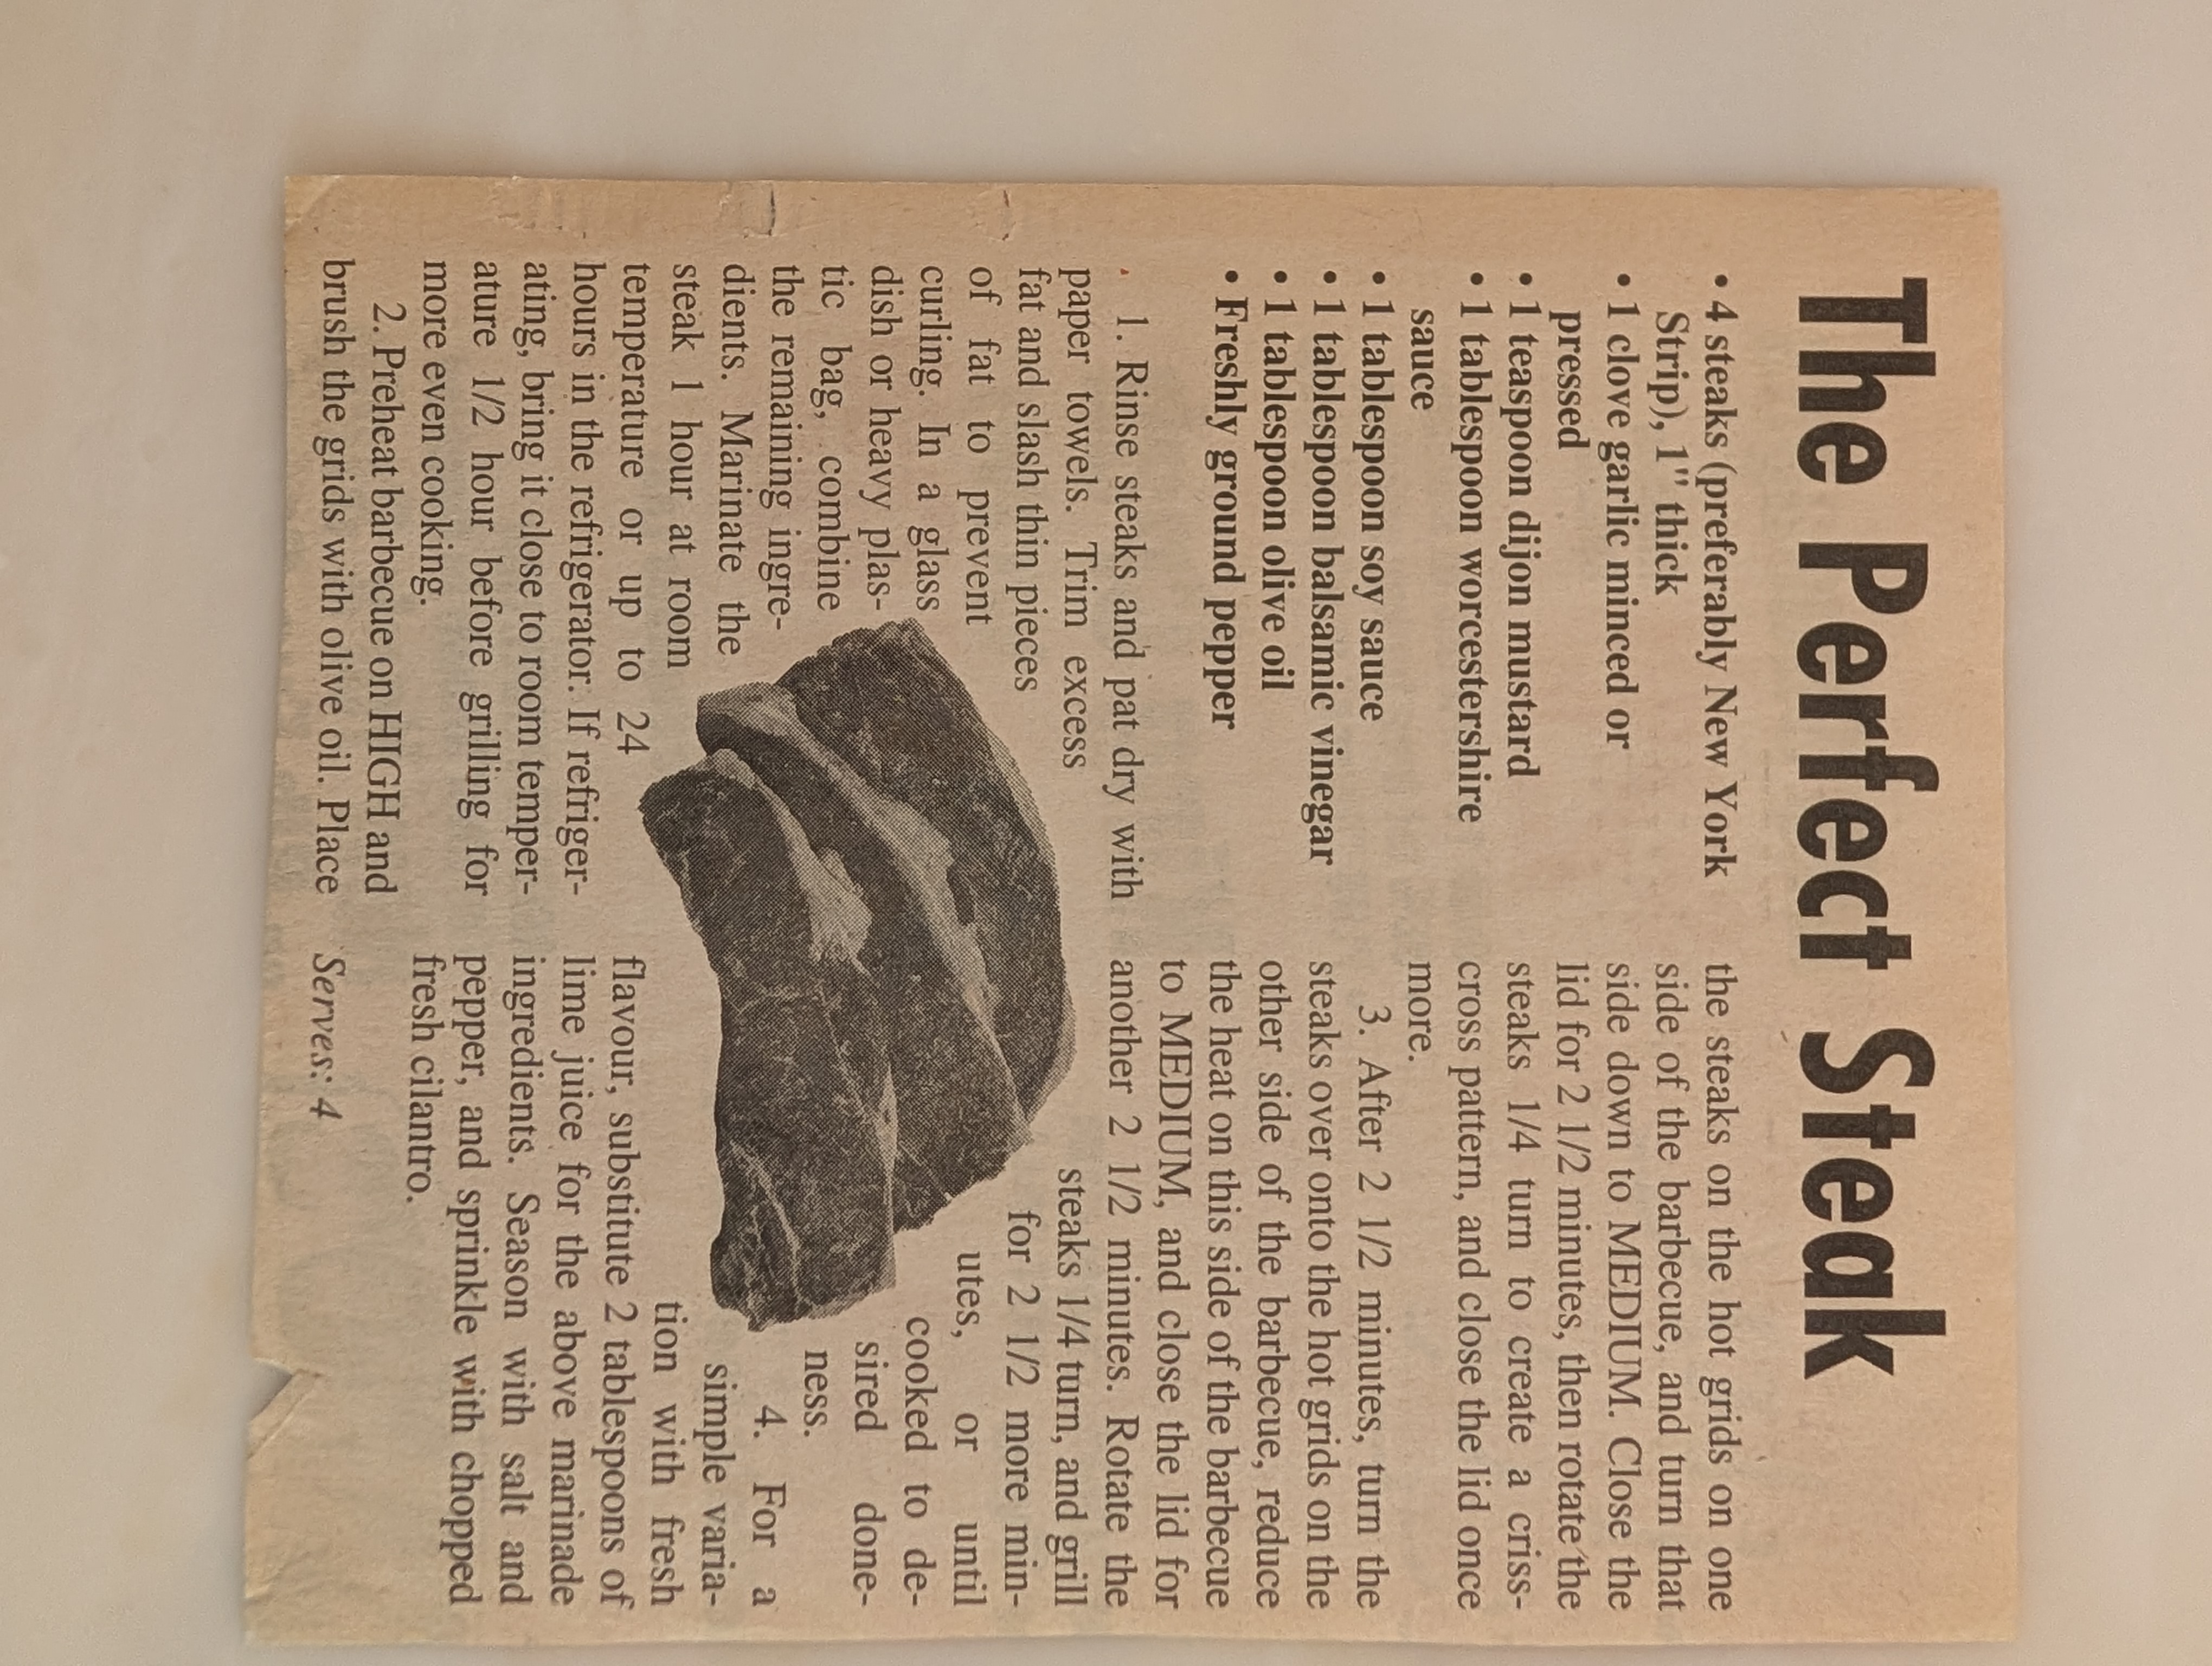 The Perfect Steak
• 4 steaks (preferably New York
Strip), 1" thick
• 1 clove garlic minced or
pressed
• 1 teaspoon dijon mustard
• 1 tablespoon worcestershire
sauce
• 1 tablespoon soy sauce
• 1 tablespoon balsamic vinegar
• 1 tablespoon olive oil
• Freshly ground pepper
1. Rinse steaks and pat dry with
paper towels. Trim excess
fat and slash thin pieces
of fat to prevent
curling. In a glass
dish or heavy plas-
tic bag, combine
the remaining ingre-
dients. Marinate the
steak 1 hour at room
temperature or up to 24
hours in the refrigerator. If refriger-
ating, bring it close to room temper-
ature 1/2 hour before grilling for
more even cooking.
2. Preheat barbecue on HIGH and
brush the grids with olive oil. Place
the steaks on the hot grids on one
side of the barbecue, and turn that
side down to MEDIUM. Close the
lid for 2 1/2 minutes, then rotate the
steaks 1/4 turn to create a criss-
cross pattern, and close the lid once
more.
3. After 2 1/2 minutes, turn the
steaks over onto the hot grids on the
other side of the barbecue, reduce
the heat on this side of the barbecue
to MEDIUM, and close the lid for
another 2 1/2 minutes. Rotate the
steaks 1/4 turn, and grill
for 2 1/2 more min-
utes, or until
cooked to de-
sired done-
ness.
4. For a
simple varia-
tion with fresh
flavour, substitute 2 tablespoons of
lime juice for the above marinade
ingredients. Season with salt and
pepper, and sprinkle with chopped
fresh cilantro.
Serves: 4